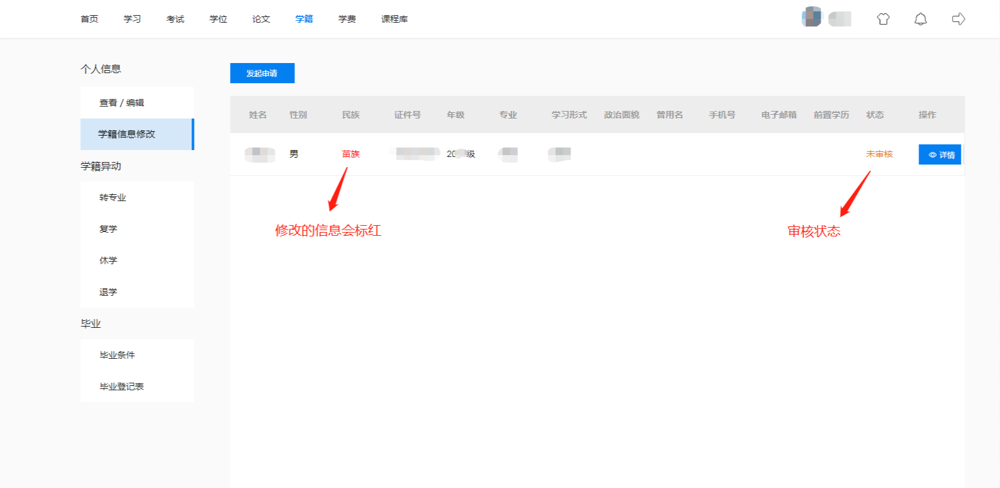 首页 学习 考试 学位 论文 学籍 学费 课程库
个人信息
查看 / 编辑
学籍信息修改
学籍异动
转专业
复学
休学
退学
毕业
毕业条件
毕业登记表
发起申请
姓名 性别 民族 证件号 年级 专业 学习形式 政治面貌 曾用名 手机号 电子邮箱 前置学历 状态 操作
男 苗族 20 级 未审核 详情
修改的信息会标红
审核状态